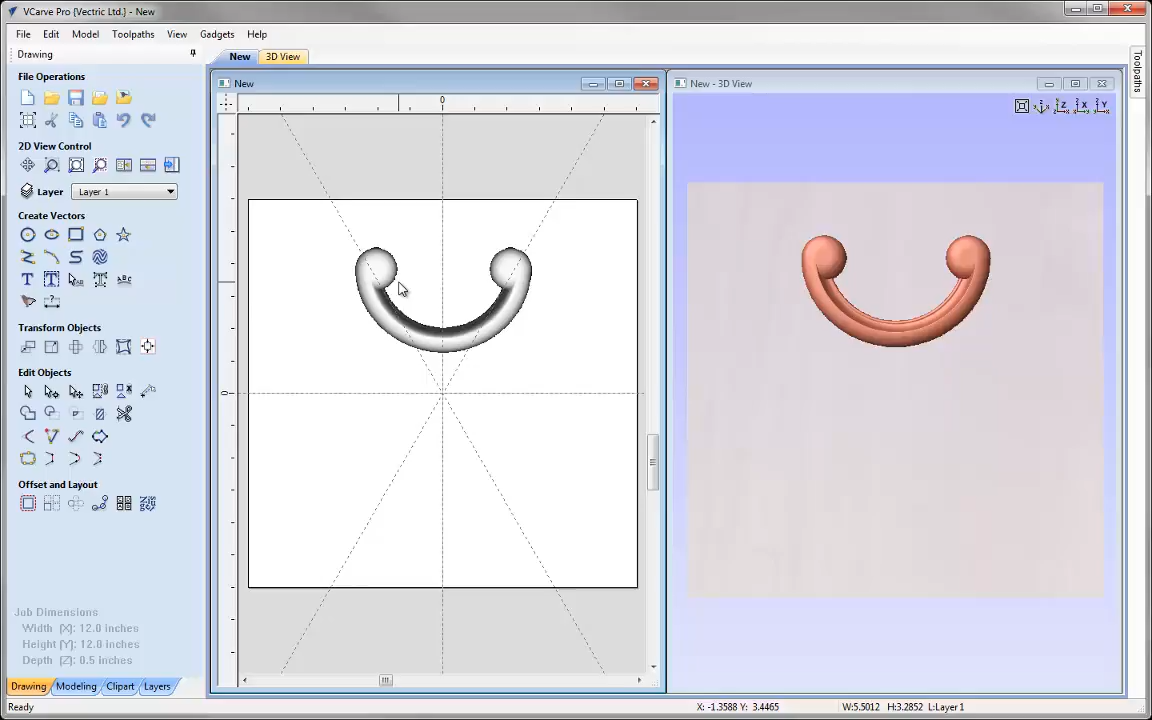 VCarve Pro {Vectric Ltd.} - New
File Edit Model Toolpaths View Gadgets Help
Drawing
New 3D View
Toolpaths
File Operations
New
New - 3D View
0
2D View Control
Layer Layer 1
Create Vectors
Transform Objects
Edit Objects
0
Offset and Layout
Job Dimensions
Width (X): 12.0 inches
Height (Y): 12.0 inches
Depth (Z): 0.5 inches
Drawing Modeling Clipart Layers
Ready
X: -1.3588 Y: 3.4465
W:5.5012 H:3.2852 L:Layer 1